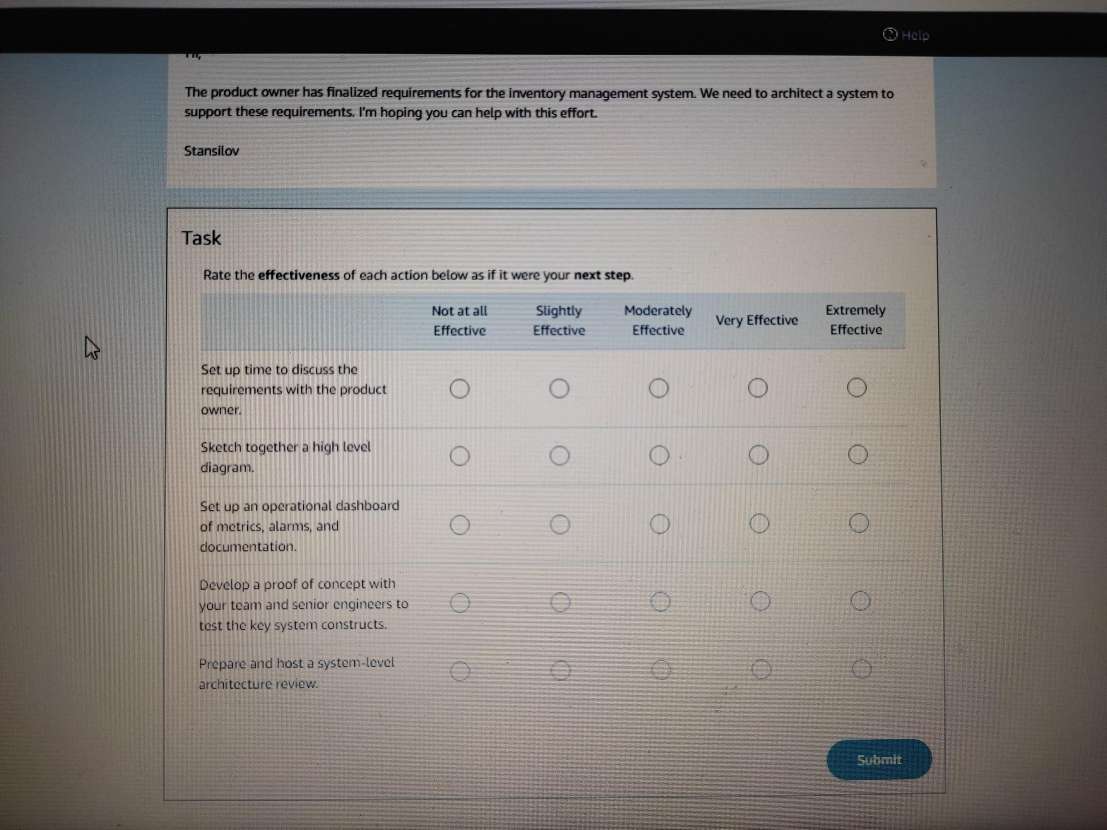 Help
Hi,
The product owner has finalized requirements for the inventory management system. We need to architect a system to
support these requirements. I'm hoping you can help with this effort.
Stansilov
Task
Rate the effectiveness of each action below as if it were your next step.
Not at all Effective
Slightly Effective
Moderately Effective
Very Effective
Extremely Effective
Set up time to discuss the
requirements with the product
owner.
Sketch together a high level
diagram.
Set up an operational dashboard
of metrics, alarms, and
documentation.
Develop a proof of concept with
your team and senior engineers to
test the key system constructs.
Prepare and host a system-level
architecture review.
Submit